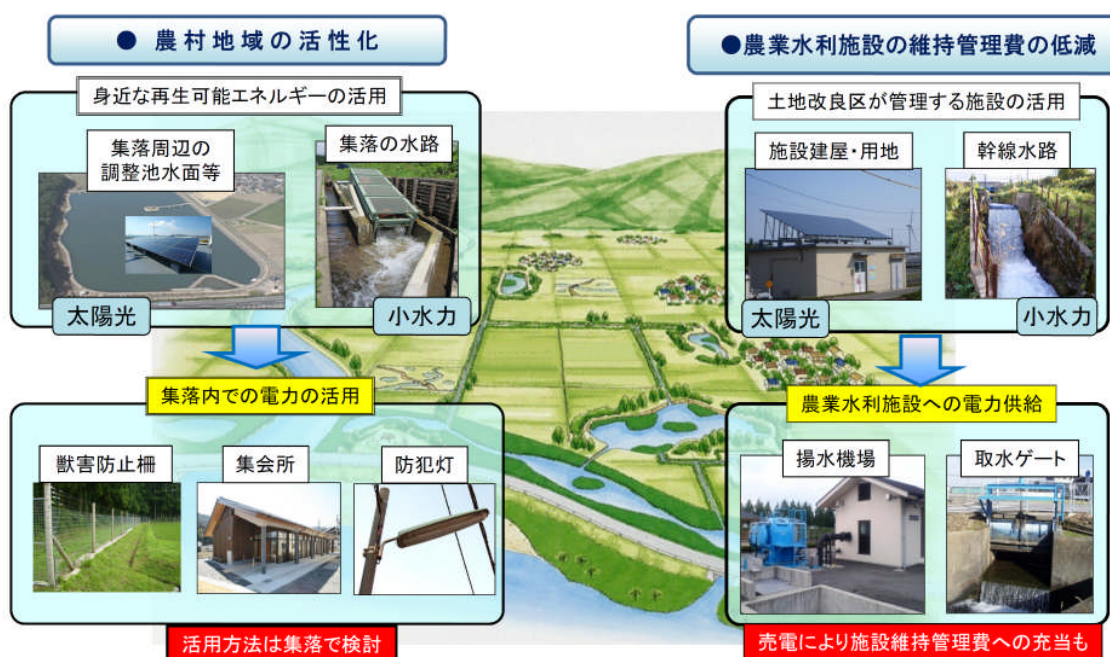 ● 農村地域の活性化
身近な再生可能エネルギーの活用
集落周辺の
調整池水面等
集落の水路
太陽光
小水力
集落内での電力の活用
獣害防止柵
集会所
防犯灯
活用方法は集落で検討
●農業水利施設の維持管理費の低減
土地改良区が管理する施設の活用
施設建屋・用地
幹線水路
太陽光
小水力
農業水利施設への電力供給
揚水機場
取水ゲート
売電により施設維持管理費への充当も